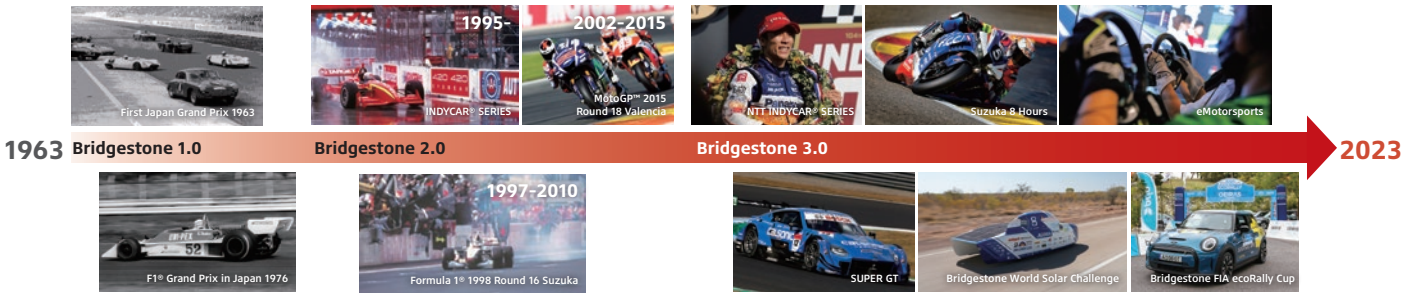 1995-
2002-2015
First Japan Grand Prix 1963
INDYCAR® SERIES
MotoGP™ 2015
Round 18 Valencia
NTT INDYCAR® SERIES
Suzuka 8 Hours
eMotorsports
1963
Bridgestone 1.0
Bridgestone 2.0
Bridgestone 3.0
2023
1997-2010
52
calsonic
F1® Grand Prix in Japan 1976
Formula 1® 1998 Round 16 Suzuka
SUPER GT
Bridgestone World Solar Challenge
Bridgestone FIA ecoRally Cup